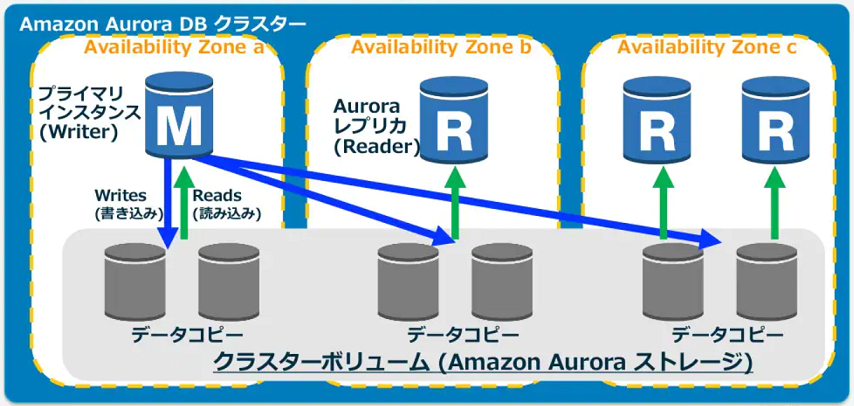 Amazon Aurora DB クラスター
Availability Zone a
Availability Zone b
Availability Zone c
プライマリ
インスタンス
(Writer)
M
Aurora
レプリカ
(Reader)
R
R
R
Writes
(書き込み)
Reads
(読み込み)
データコピー
データコピー
データコピー
クラスターボリューム (Amazon Aurora ストレージ)